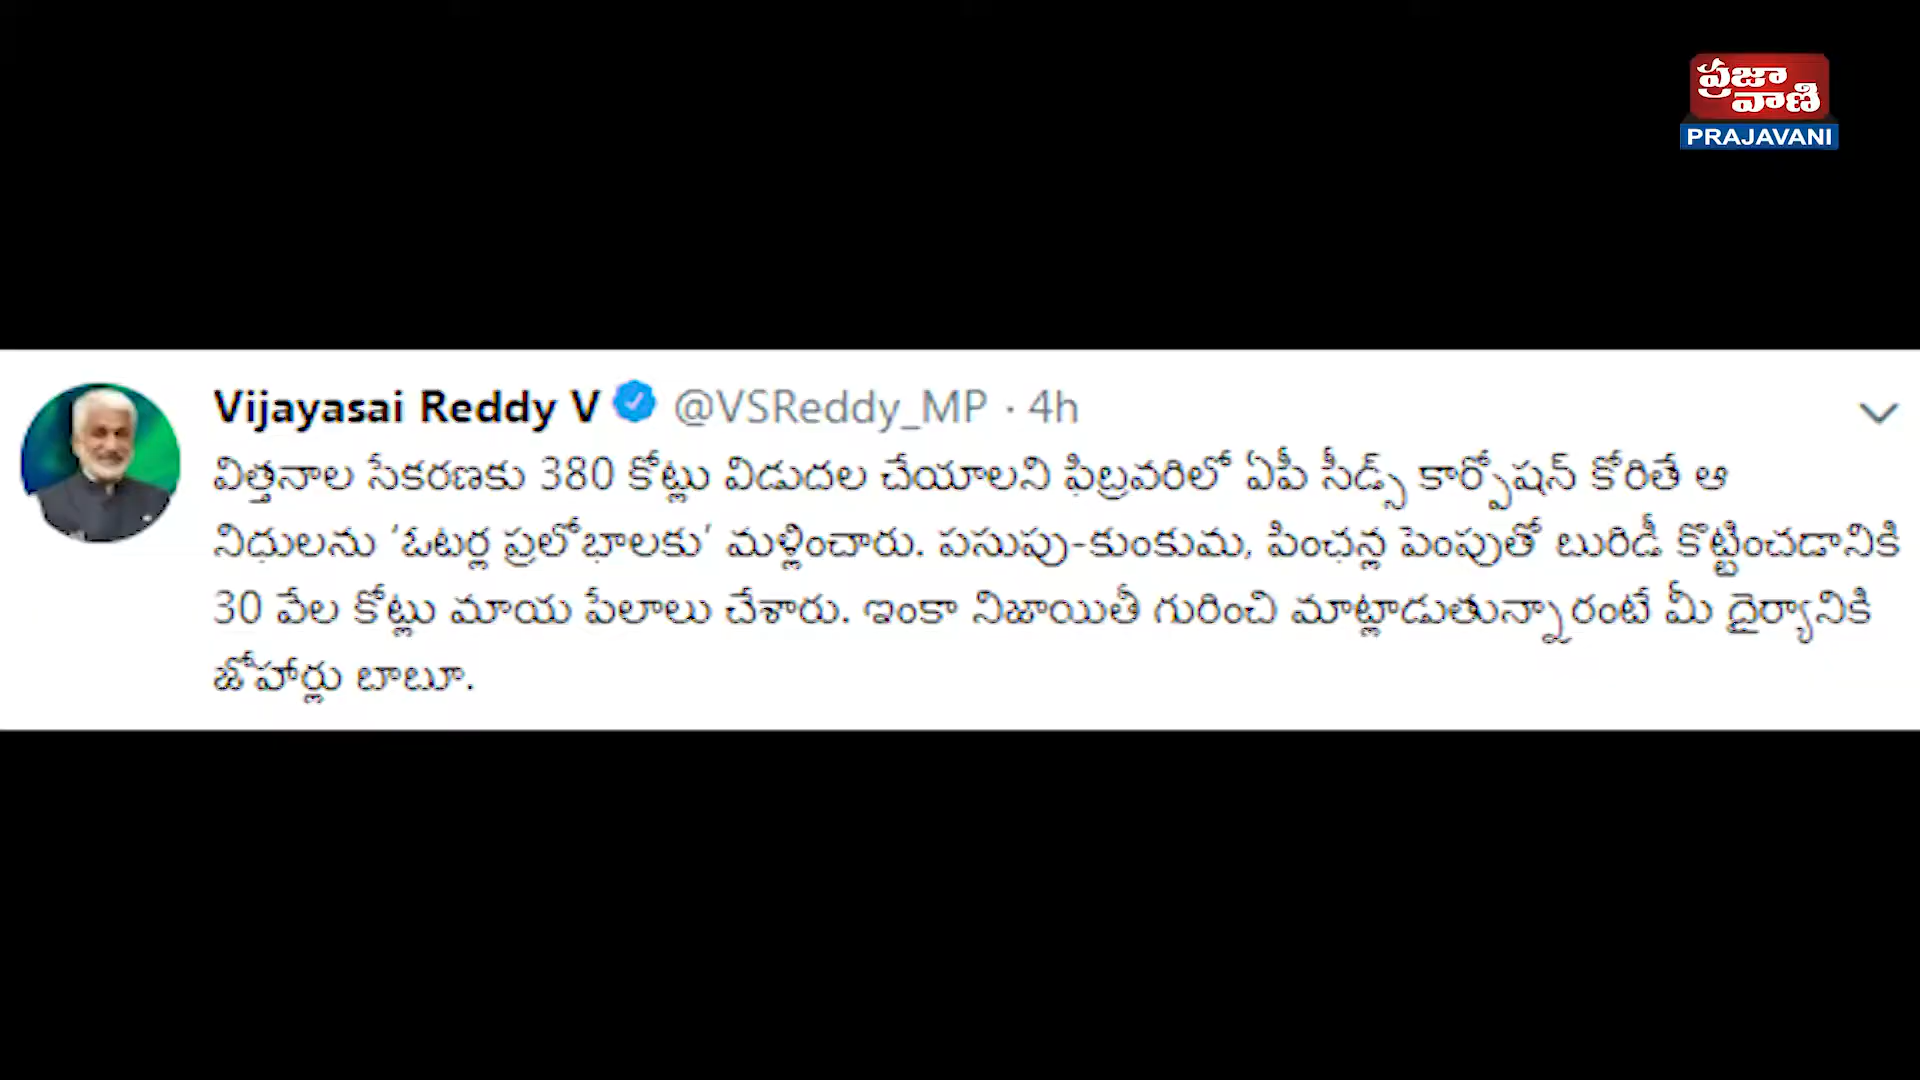 ప్రజా
వాణి
PRAJAVANI
Vijayasai Reddy V @VSReddy_MP · 4h
విత్తనాల సేకరణకు 380 కోట్లు విడుదల చేయాలని ఫిబ్రవరిలో ఏపీ సీడ్స్ కార్పోషన్ కోరితే ఆ
నిధులను ‘ఓటర్ల ప్రలోభాలకు’ మళ్లించారు. పసుపు-కుంకుమ, పింఛన్ల పెంపుతో బురిడీ కొట్టించడానికి
30 వేల కోట్లు మాయ పేలాలు చేశారు. ఇంకా నిజాయితీ గురించి మాట్లాడుతున్నారంటే మీ ధైర్యానికి
జోహార్లు బాబూ.